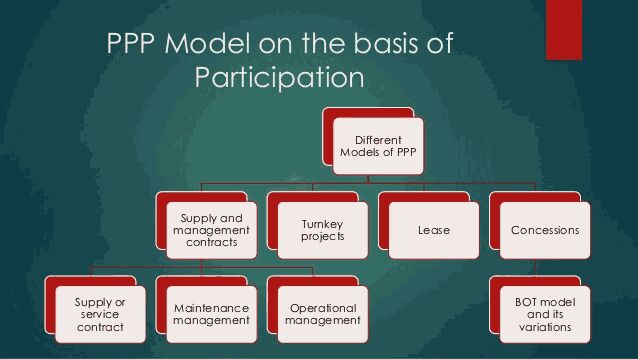 PPP Model on the basis of
Participation
Different
Models of PPP
Supply and
management
contracts
Turnkey
projects
Lease
Concessions
Supply or
service
contract
Maintenance
management
Operational
management
BOT model
and its
variations